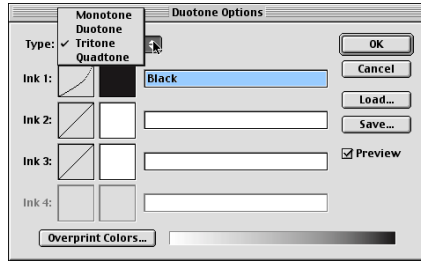 Duotone Options
Monotone
Duotone
Type: ✓ Tritone
Quadtone
OK
Ink 1:
Black
Cancel
Load...
Ink 2:
Save...
Ink 3:
Preview
Ink 4:
Overprint Colors...